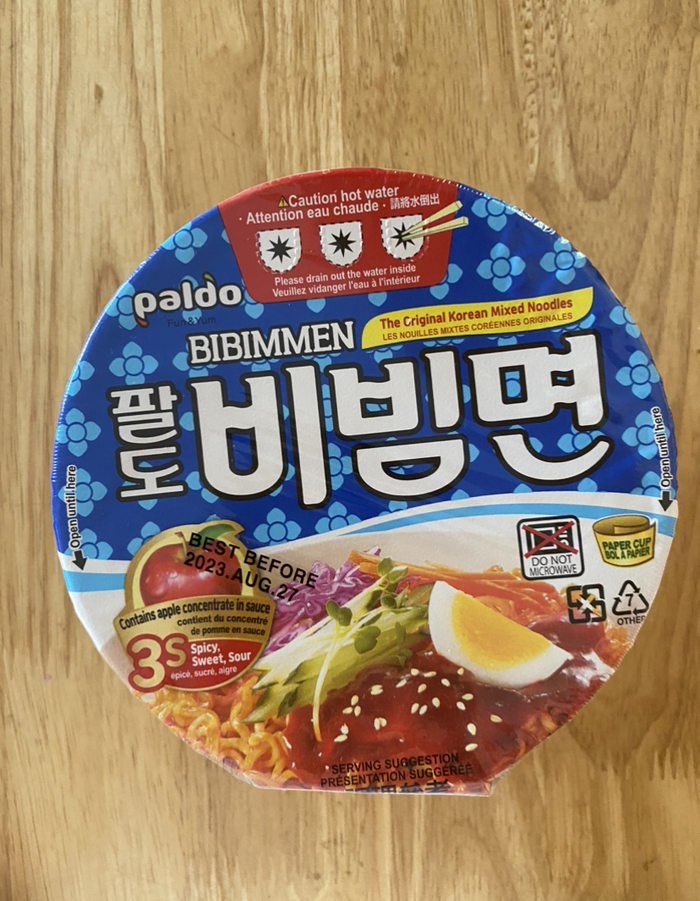 ⚠Caution hot water
· Attention eau chaude · 請將水倒出
Please drain out the water inside
Veuillez vidanger l'eau à l'intérieur
paldo
Fun&Yum
BIBIMMEN
The Original Korean Mixed Noodles
LES NOUILLES MIXTES CORÉENNES ORIGINALES
팔도
비빔면
Open until here
Open until here
BEST BEFORE
2023.AUG.27
DO NOT
MICROWAVE
PAPER CUP
BOL A PAPIER
7
OTHER
Contains apple concentrate in sauce
contient du concentré
de pomme en sauce
3S
Spicy,
Sweet, Sour
épicé, sucré, aigre
SERVING SUGGESTION
PRÉSENTATION SUGGÉRÉE